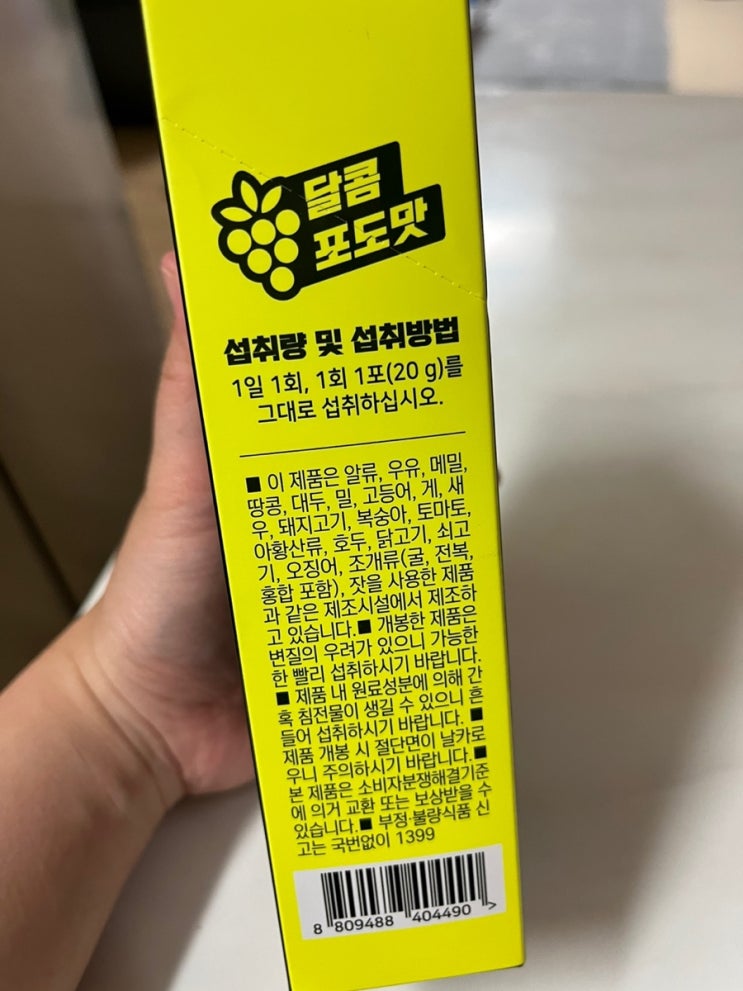 달콤
포도맛
섭취량 및 섭취방법
1일 1회, 1회 1포(20 g)를
그대로 섭취하십시오.
■ 이 제품은 알류, 우유, 메밀,
땅콩, 대두, 밀, 고등어, 게, 새
우, 돼지고기, 복숭아, 토마토,
아황산류, 호두, 닭고기, 쇠고
기, 오징어, 조개류(굴, 전복,
홍합 포함), 잣을 사용한 제품
과 같은 제조시설에서 제조하
고 있습니다.■ 개봉한 제품은
변질의 우려가 있으니 가능한
한 빨리 섭취하시기 바랍니다.
■ 제품 내 원료성분에 의해 간
혹 침전물이 생길 수 있으니 흔
들어 섭취하시기 바랍니다. ■
제품 개봉 시 절단면이 날카로
우니 주의하시기 바랍니다.■
본 제품은 소비자분쟁해결기준
에 의거 교환 또는 보상받을 수
있습니다.■ 부정·불량식품 신
고는 국번없이 1399
8 809488 404490 >